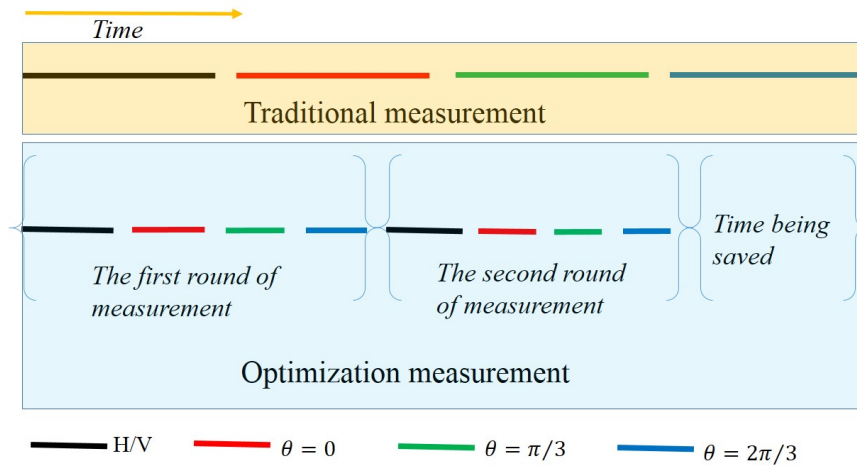 Time
Traditional measurement
The first round of
measurement
The second round
of measurement
Time being
saved
Optimization measurement
H/V
θ = 0
θ = π/3
θ = 2π/3